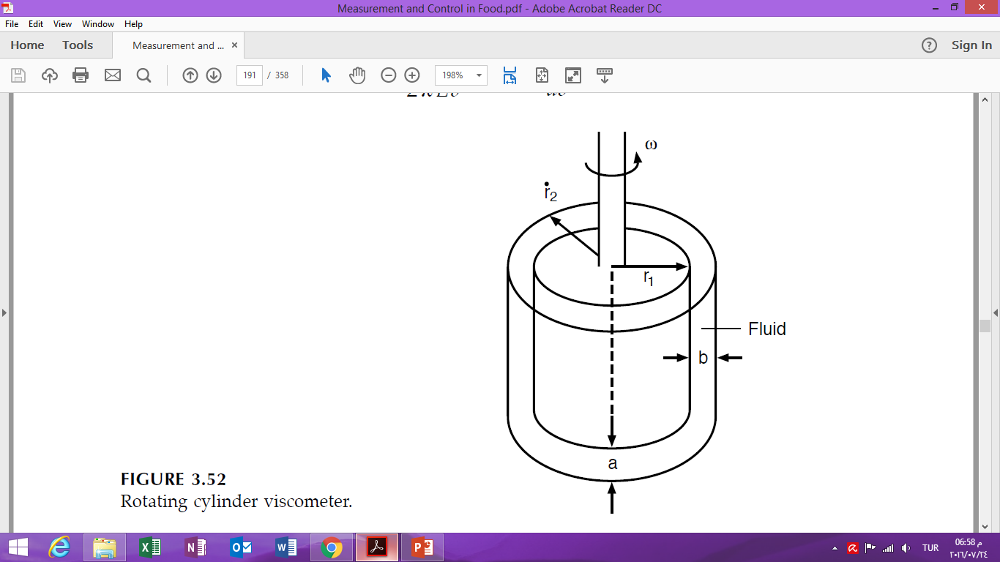 Measurement and Control in Food.pdf - Adobe Acrobat Reader DC
File Edit View Window Help
Home Tools Measurement and ... × ? Sign In
191 / 358 198%
ω
ṙ2
r1
Fluid
b
a
FIGURE 3.52
Rotating cylinder viscometer.
TUR
06:58 م
٢٠١٦/٠٧/٢٤